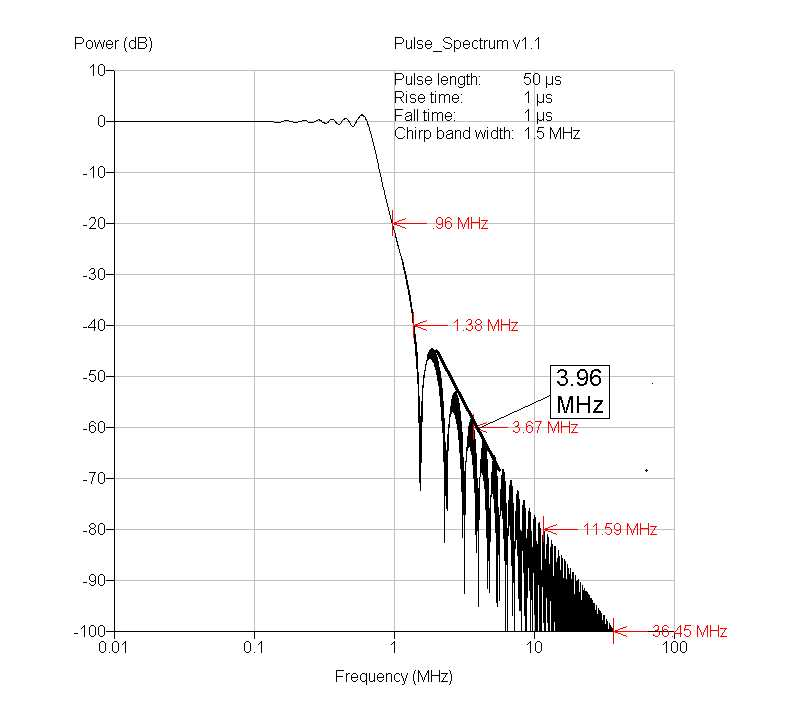 Power (dB)
Pulse_Spectrum v1.1
Pulse length: 50 µs
Rise time: 1 µs
Fall time: 1 µs
Chirp band width: 1.5 MHz
10
0
-10
-20
.96 MHz
-30
-40
1.38 MHz
-50
3.96
MHz
-60
3.67 MHz
-70
-80
11.59 MHz
-90
-100
36.45 MHz
0.01 0.1 1 10 100
Frequency (MHz)